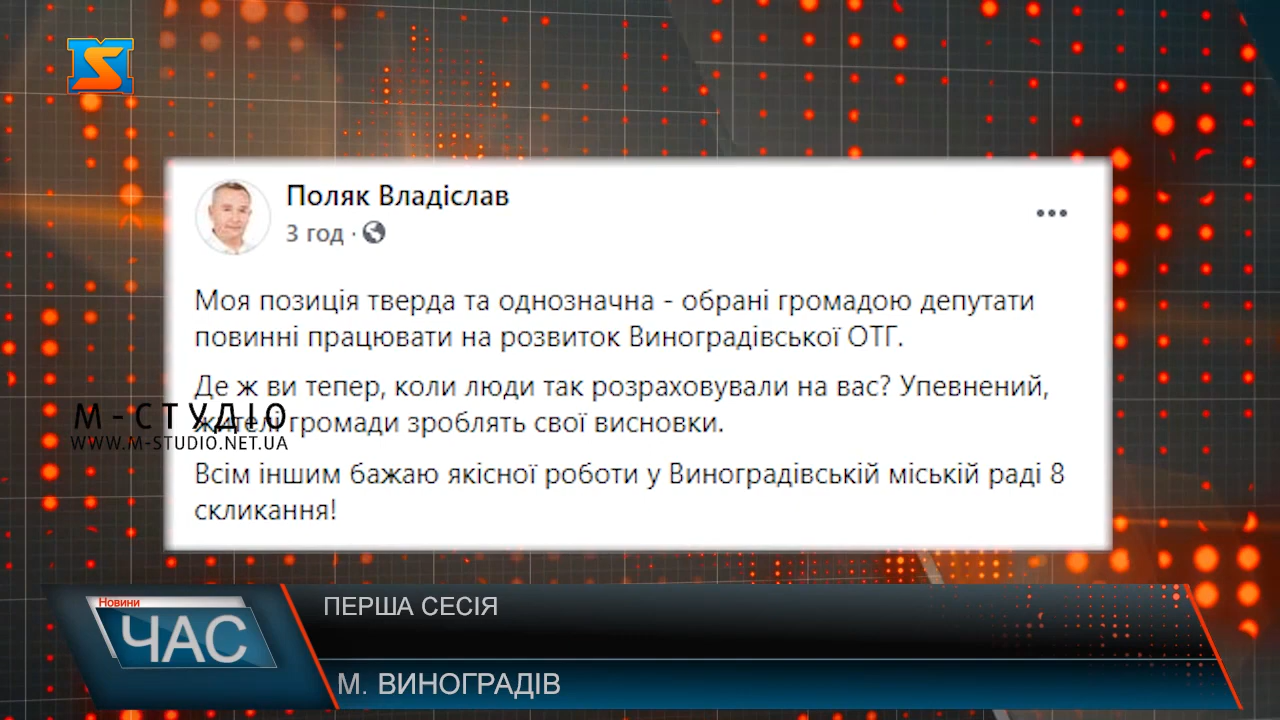 Поляк Владіслав
3 год ·
Моя позиція тверда та однозначна - обрані громадою депутати
повинні працювати на розвиток Виноградівської ОТГ.
Де ж ви тепер, коли люди так розраховували на вас? Упевнений,
жителі громади зроблять свої висновки.
М-СТУДІО
WWW.M-STUDIO.NET.UA
Всім іншим бажаю якісної роботи у Виноградівській міській раді 8
скликання!
Новини
ЧАС
ПЕРША СЕСІЯ
М. ВИНОГРАДІВ